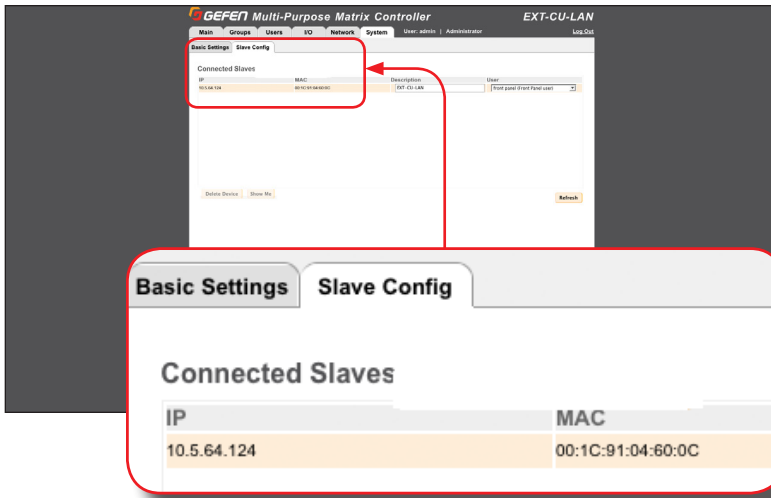 GEFEN Multi-Purpose Matrix Controller EXT-CU-LAN
Main Groups Users I/O Network System User: admin | Administrator Log Out
Basic Settings Slave Config
Connected Slaves
IP MAC Description User
10.5.64.124 00:1C:91:04:60:0C EXT-CU-LAN front panel (Front Panel user)
Delete Device Show Me Refresh
Basic Settings Slave Config
Connected Slaves
IP MAC
10.5.64.124 00:1C:91:04:60:0C